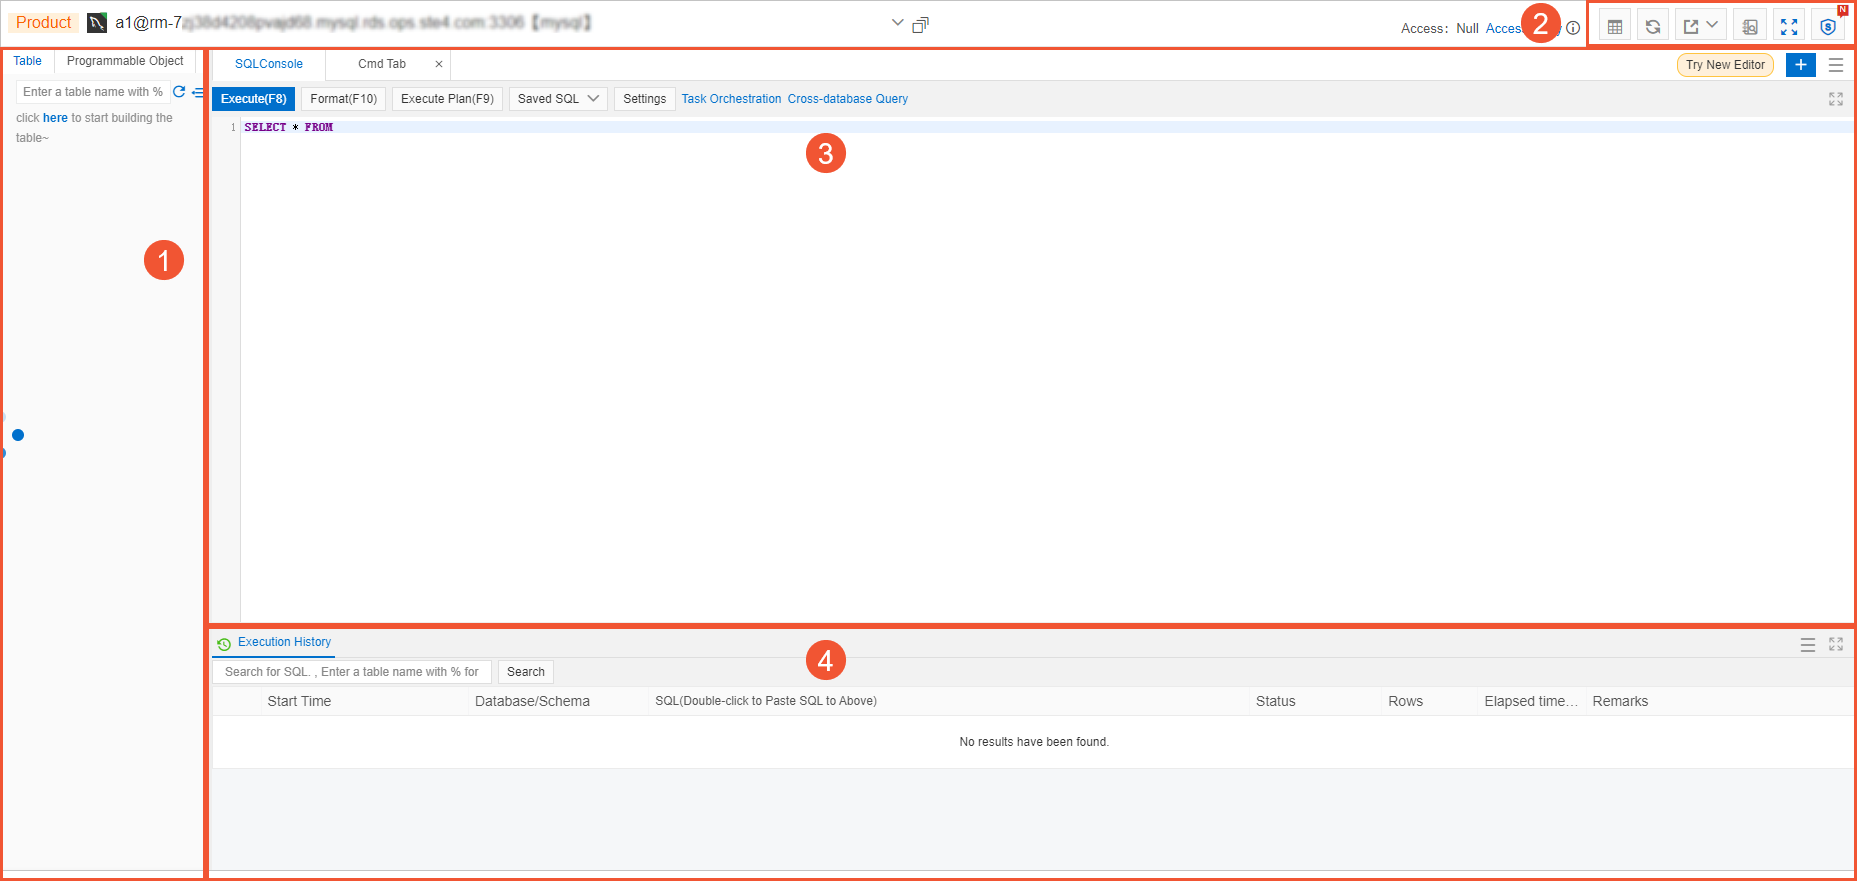 Product a1@rm-7
Access: Null Access
2
Table Programmable Object
Enter a table name with %
click here to start building the
table~
1
SQLConsole Cmd Tab ×
Try New Editor +
Execute(F8) Format(F10) Execute Plan(F9) Saved SQL Settings Task Orchestration Cross-database Query
1 SELECT * FROM
3
Execution History
4
Search for SQL. , Enter a table name with % for Search
Start Time Database/Schema SQL(Double-click to Paste SQL to Above) Status Rows Elapsed time... Remarks
No results have been found.